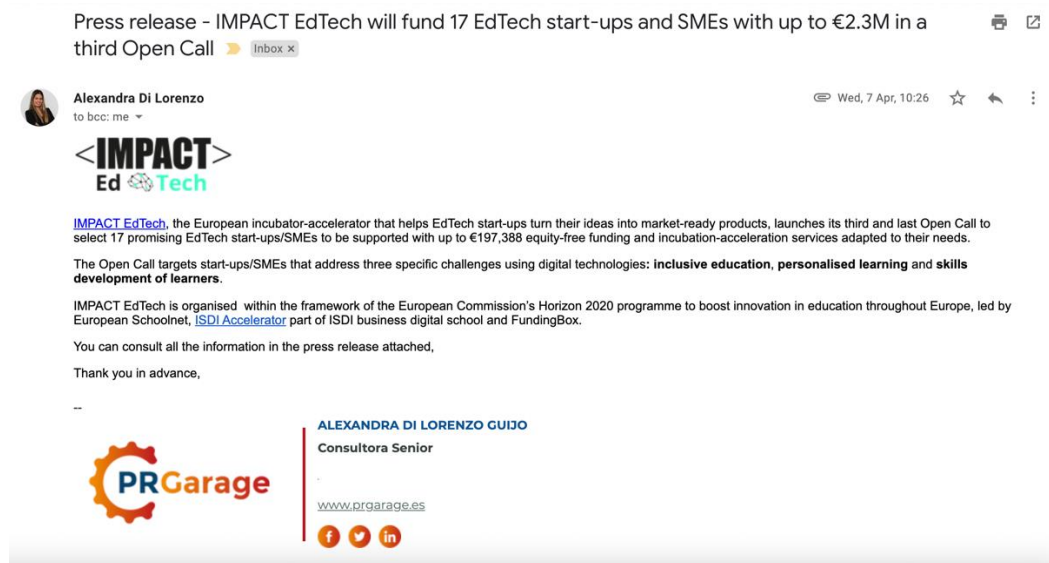 Press release - IMPACT EdTech will fund 17 EdTech start-ups and SMEs with up to €2.3M in a
third Open Call Inbox x
Alexandra Di Lorenzo
Wed, 7 Apr, 10:26
to bcc: me
<IMPACT>
Ed Tech
IMPACT EdTech, the European incubator-accelerator that helps EdTech start-ups turn their ideas into market-ready products, launches its third and last Open Call to
select 17 promising EdTech start-ups/SMEs to be supported with up to €197,388 equity-free funding and incubation-acceleration services adapted to their needs.
The Open Call targets start-ups/SMEs that address three specific challenges using digital technologies: inclusive education, personalised learning and skills
development of learners.
IMPACT EdTech is organised within the framework of the European Commission's Horizon 2020 programme to boost innovation in education throughout Europe, led by
European Schoolnet, ISDI Accelerator part of ISDI business digital school and FundingBox.
You can consult all the information in the press release attached,
Thank you in advance,
--
PRGarage
ALEXANDRA DI LORENZO GUIJO
Consultora Senior
www.prgarage.es